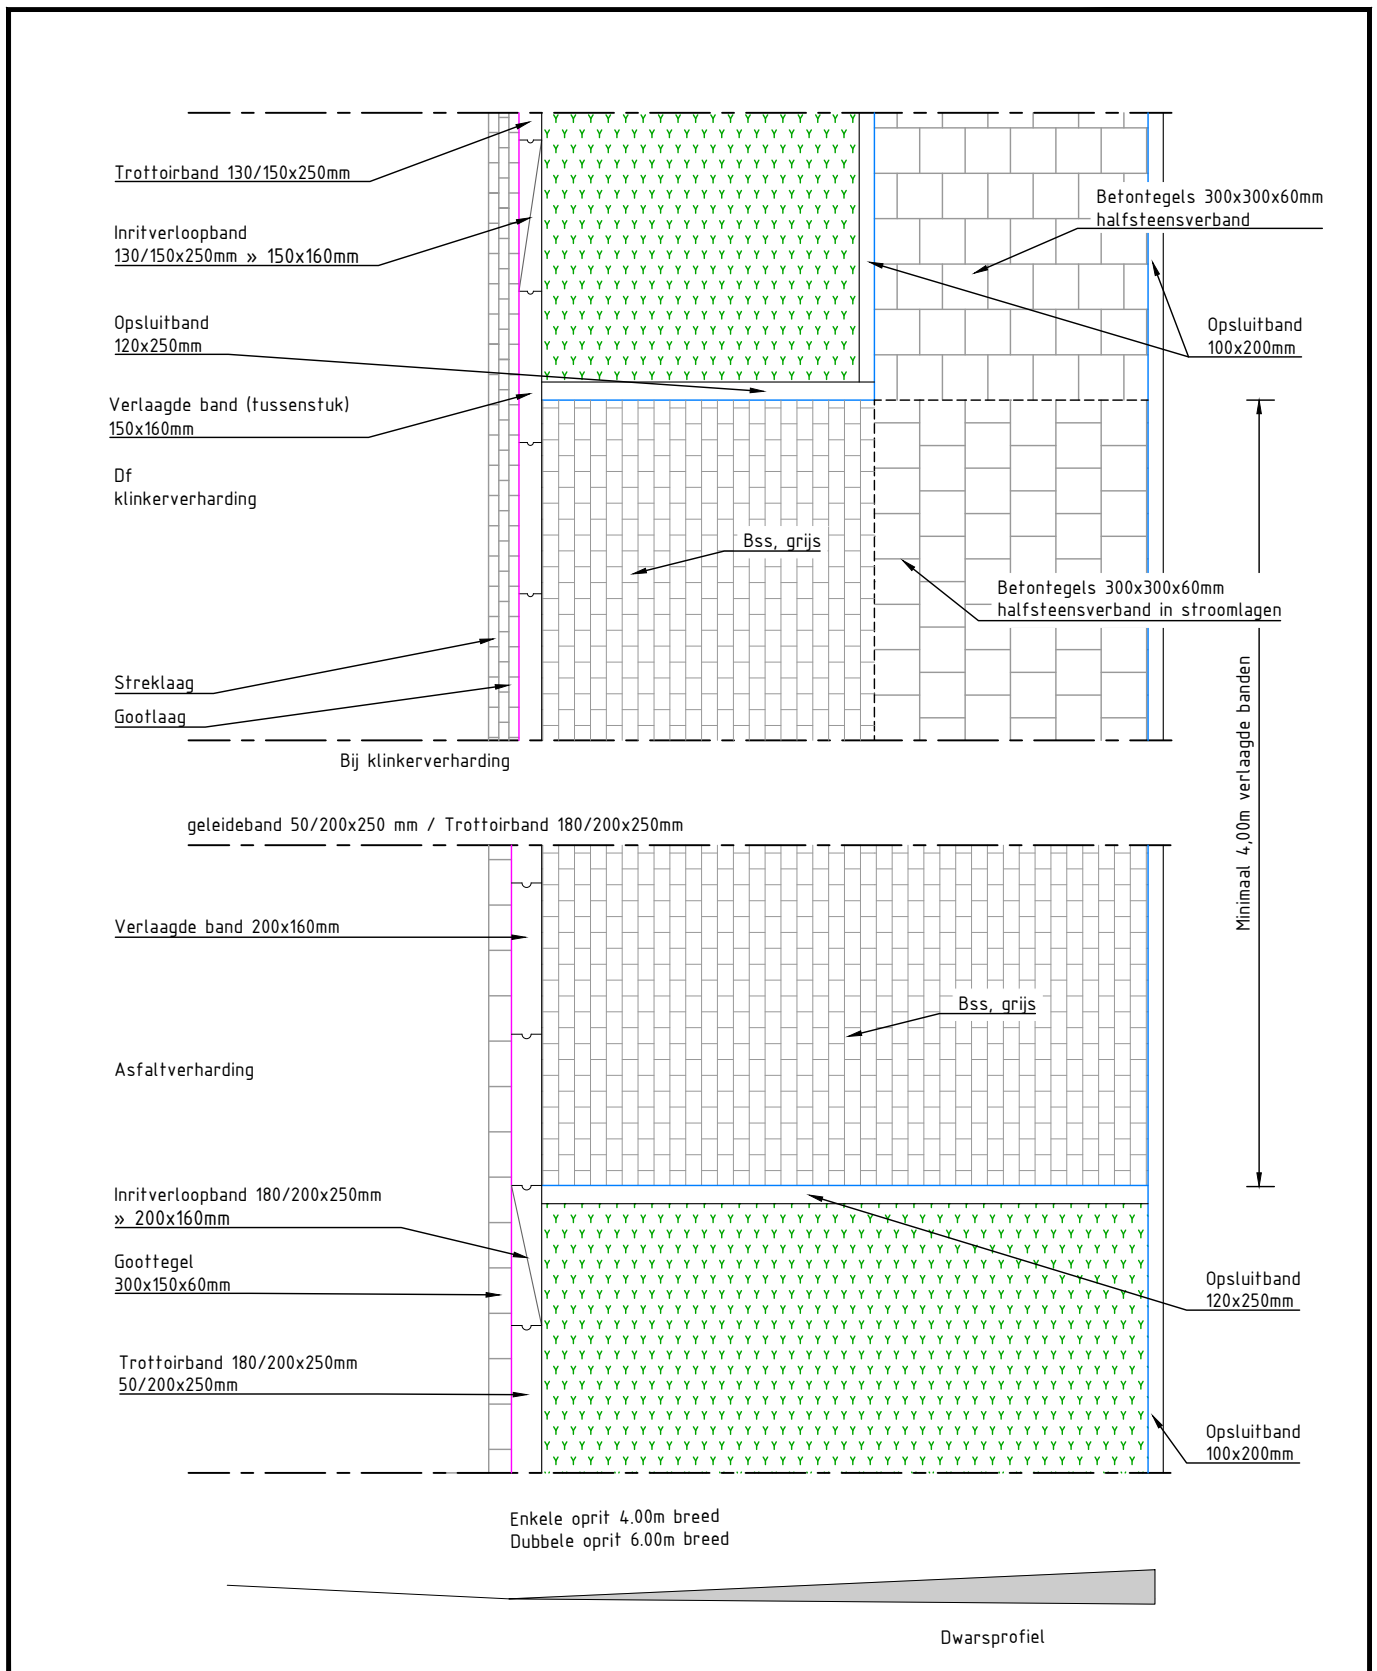 Trottoirband 130/150x250mm
Inritverloopband
130/150x250mm » 150x160mm
Opsluitband
120x250mm
Verlaagde band (tussenstuk)
150x160mm
Df
klinkerverharding
Streklaag
Gootlaag
Bij klinkerverharding
Betontegels 300x300x60mm
halfsteensverband
Opsluitband
100x200mm
Bss, grijs
Betontegels 300x300x60mm
halfsteensverband in stroomlagen
Minimaal 4,00m verlaagde banden
geleideband 50/200x250 mm / Trottoirband 180/200x250mm
Verlaagde band 200x160mm
Bss, grijs
Asfaltverharding
Inritverloopband 180/200x250mm
» 200x160mm
Goottegel
300x150x60mm
Trottoirband 180/200x250mm
50/200x250mm
Opsluitband
120x250mm
Opsluitband
100x200mm
Enkele oprit 4.00m breed
Dubbele oprit 6.00m breed
Dwarsprofiel